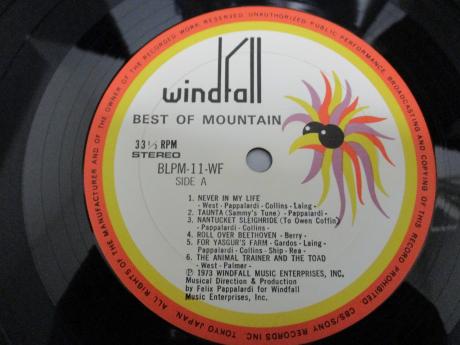 windfall
BEST OF MOUNTAIN
33 1/3 RPM
STEREO
BLPM-11-WF
SIDE A
1. NEVER IN MY LIFE
- West - Pappalardi - Collins - Laing -
2. TAUNTA (Sammy's Tune) - Pappalardi -
3. NANTUCKET SLEIGHRIDE (To Owen Coffin)
- Pappalardi - Collins -
4. ROLL OVER BEETHOVEN - Berry -
5. FOR YASGUR'S FARM - Gardos - Laing -
Pappalardi - Collins - Ship - Rea -
6. THE ANIMAL TRAINER AND THE TOAD
- West - Palmer -
Ⓟ 1973 WINDFALL MUSIC ENTERPRISES, INC.
Musical Direction & Production
by Felix Pappalardi for Windfall
Music Enterprises, Inc.
ALL RIGHTS OF THE MANUFACTURER AND OF THE OWNER OF THE RECORDED WORK RESERVED. UNAUTHORIZED PUBLIC PERFORMANCE, BROADCASTING AND COPYING OF THIS RECORD PROHIBITED.
CBS/SONY RECORDS INC. TOKYO JAPAN.